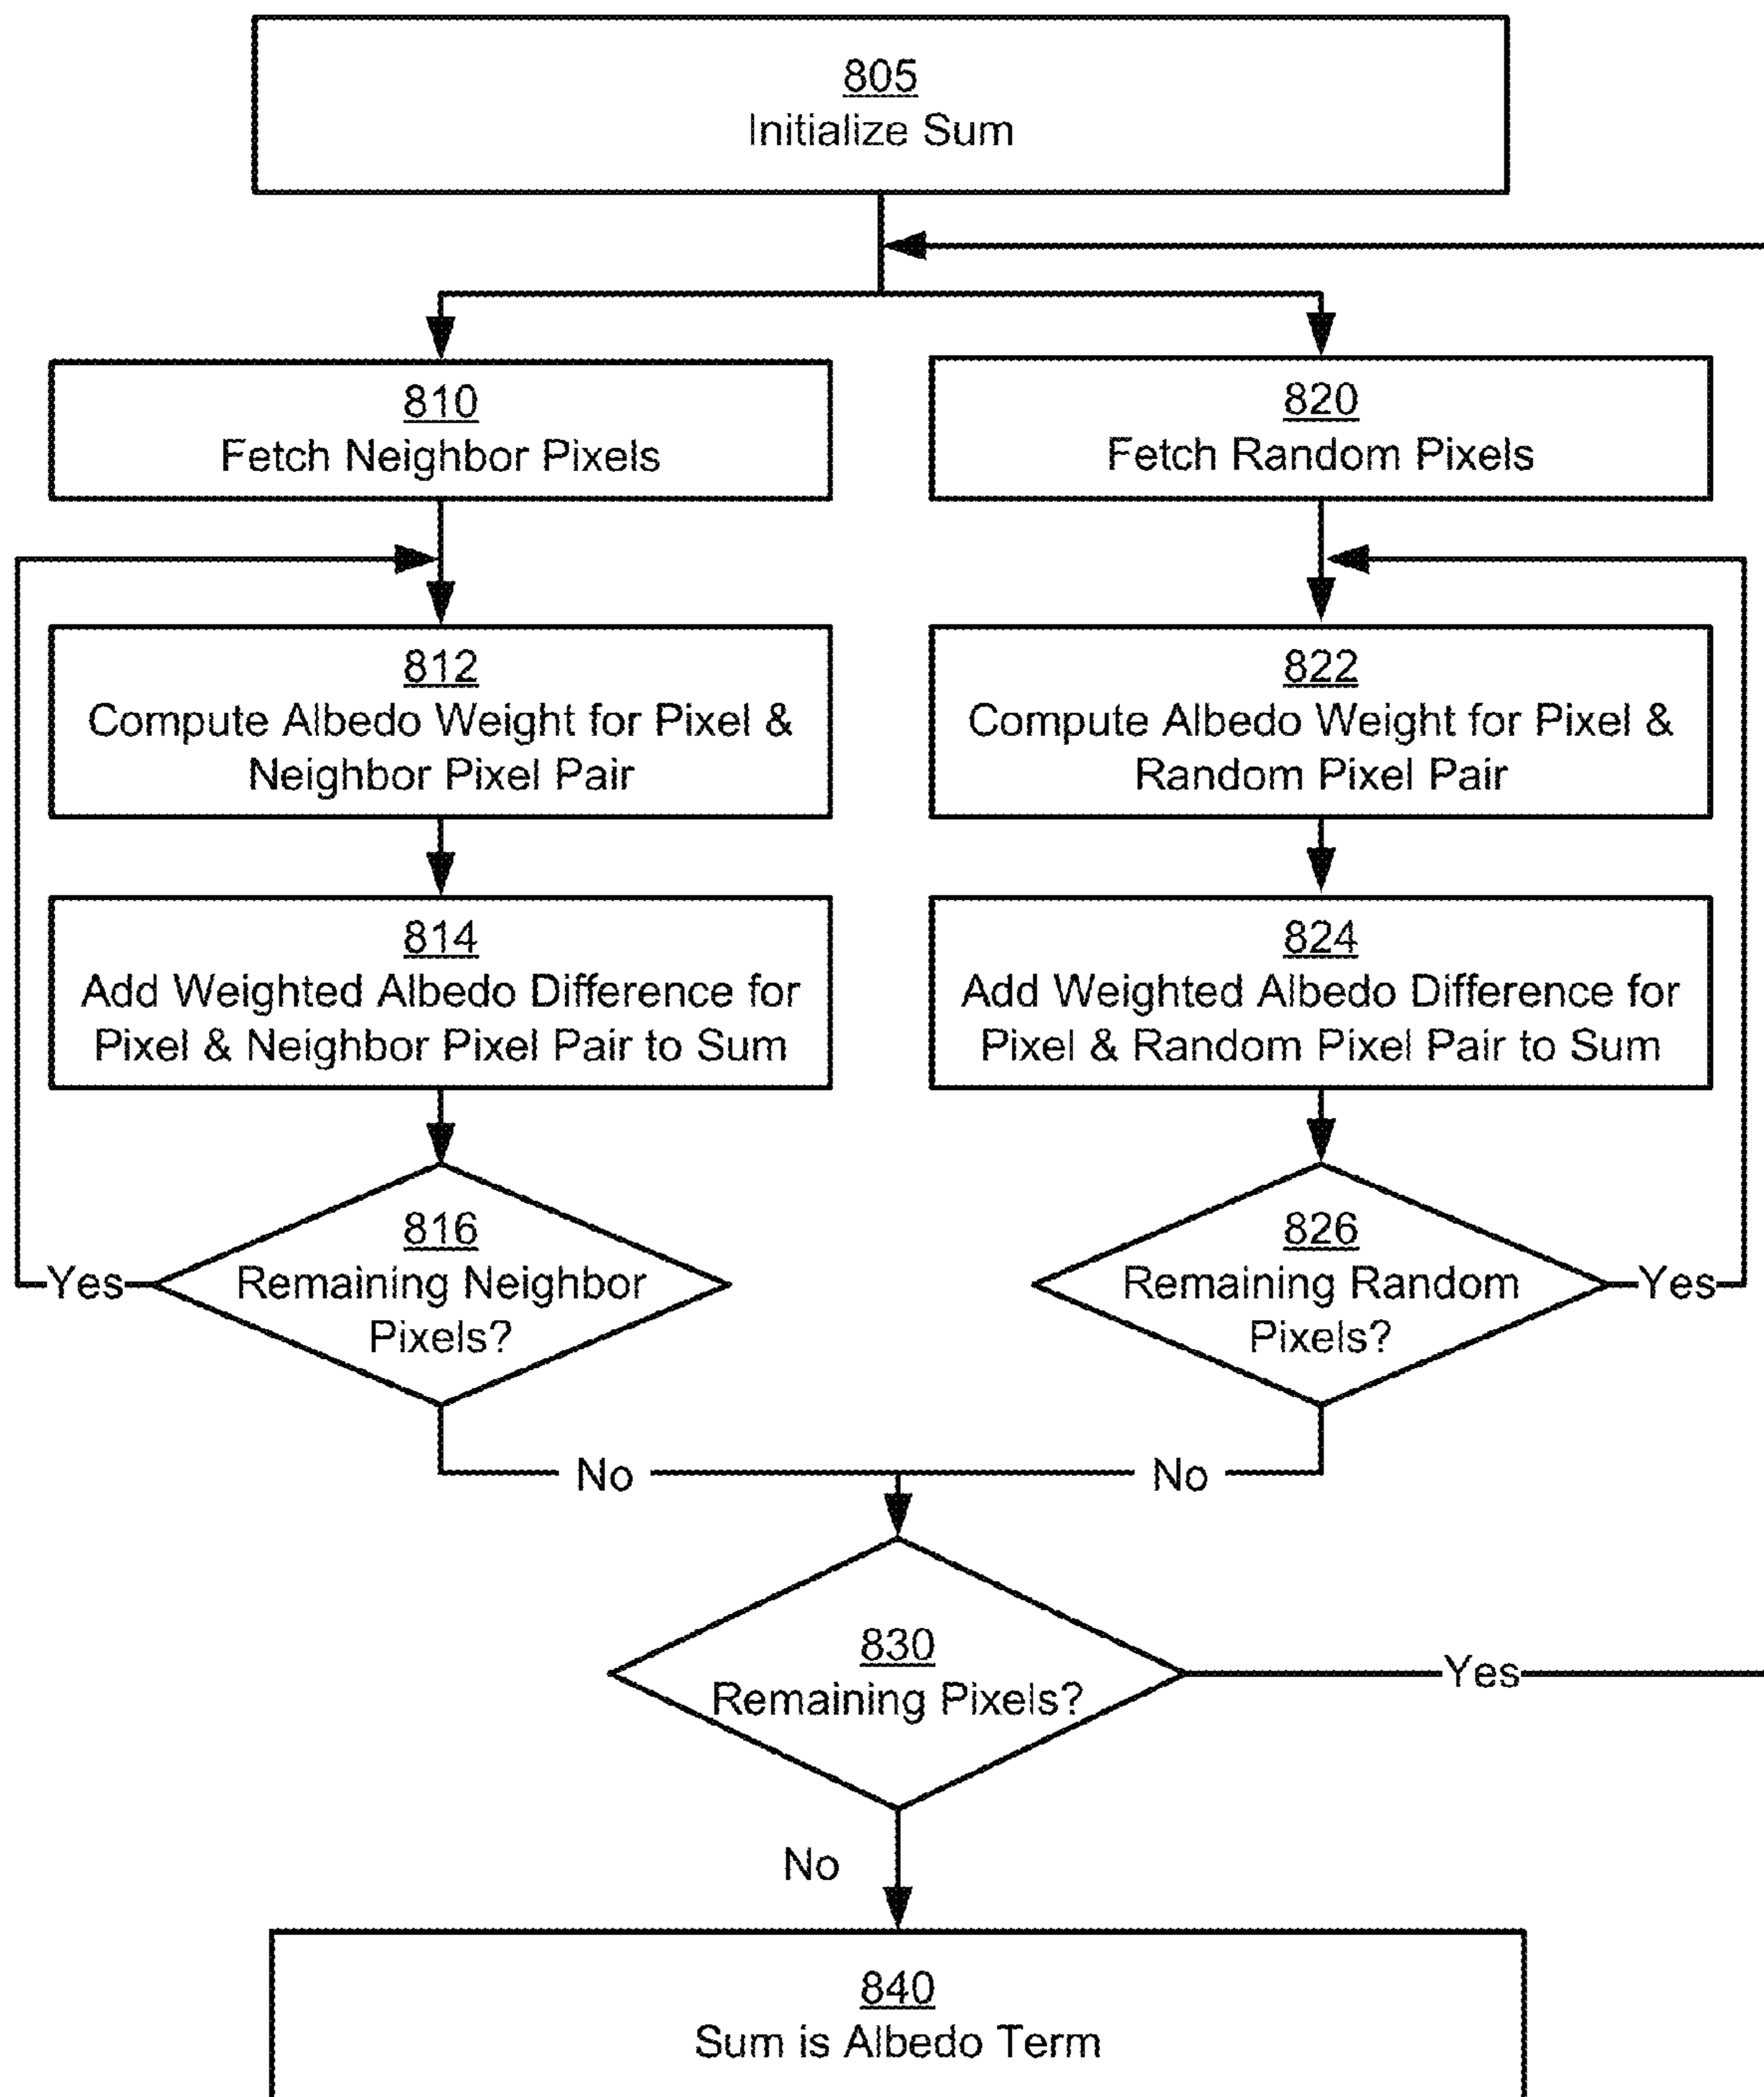 805
Initialize Sum
810
Fetch Neighbor Pixels
820
Fetch Random Pixels
812
Compute Albedo Weight for Pixel &
Neighbor Pixel Pair
822
Compute Albedo Weight for Pixel &
Random Pixel Pair
814
Add Weighted Albedo Difference for
Pixel & Neighbor Pixel Pair to Sum
824
Add Weighted Albedo Difference for
Pixel & Random Pixel Pair to Sum
816
Remaining Neighbor
Pixels?
Yes
826
Remaining Random
Pixels?
Yes
No
No
830
Remaining Pixels?
Yes
No
840
Sum is Albedo Term